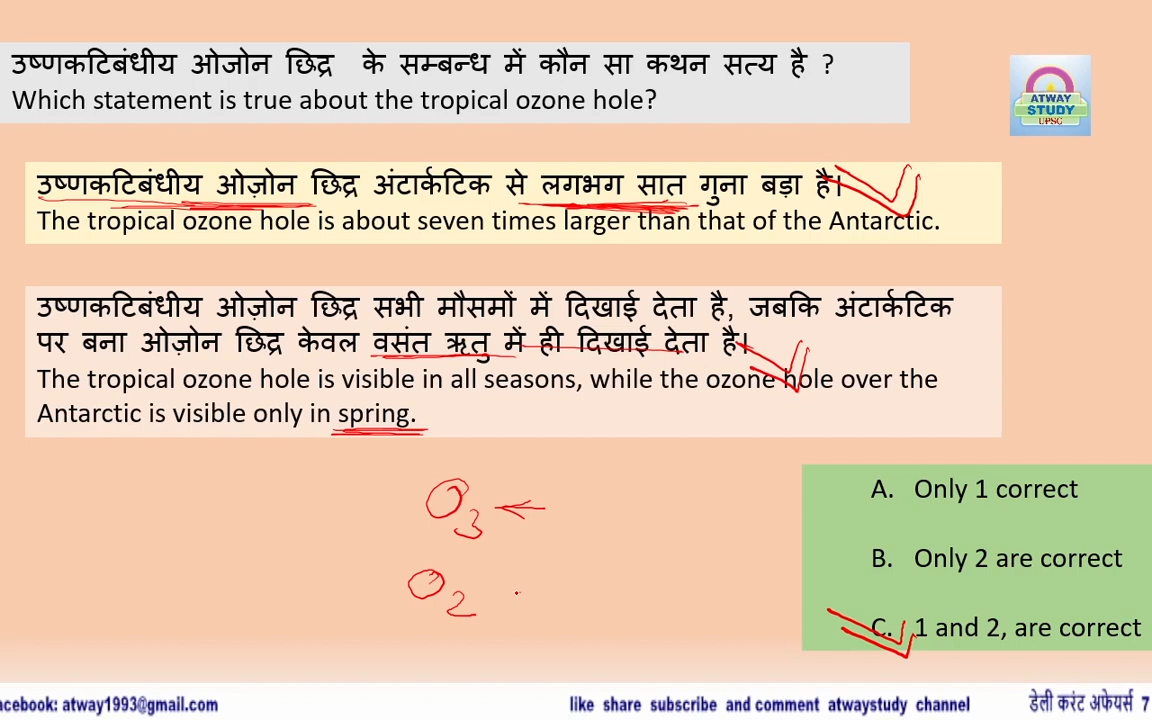 उष्णकटिबंधीय ओजोन छिद्र के सम्बन्ध में कौन सा कथन सत्य है ?
Which statement is true about the tropical ozone hole?
ATWAY
STUDY
UPSC
उष्णकटिबंधीय ओज़ोन छिद्र अंटार्कटिक से लगभग सात गुना बड़ा है।
The tropical ozone hole is about seven times larger than that of the Antarctic.
उष्णकटिबंधीय ओज़ोन छिद्र सभी मौसमों में दिखाई देता है, जबकि अंटार्कटिक
पर बना ओज़ोन छिद्र केवल वसंत ऋतु में ही दिखाई देता है।
The tropical ozone hole is visible in all seasons, while the ozone hole over the
Antarctic is visible only in spring.
O3
O2
A. Only 1 correct
B. Only 2 are correct
C. 1 and 2, are correct
acebook: atway1993@gmail.com like share subscribe and comment atwaystudy channel डेली करंट अफेयर्स 7